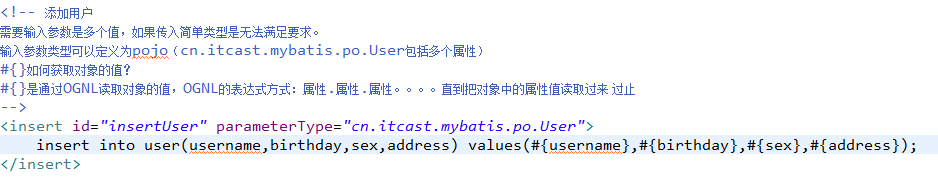 <!-- 添加用户
需要输入参数是多个值，如果传入简单类型是无法满足要求。
输入参数类型可以定义为pojo（cn.itcast.mybatis.po.User包括多个属性）
#{}如何获取对象的值？
#{}是通过OGNL读取对象的值，OGNL的表达式方式：属性.属性.属性。。。。直到把对象中的属性值读取过来 过止
-->
<insert id="insertUser" parameterType="cn.itcast.mybatis.po.User">
insert into user(username,birthday,sex,address) values(#{username},#{birthday},#{sex},#{address});
</insert>